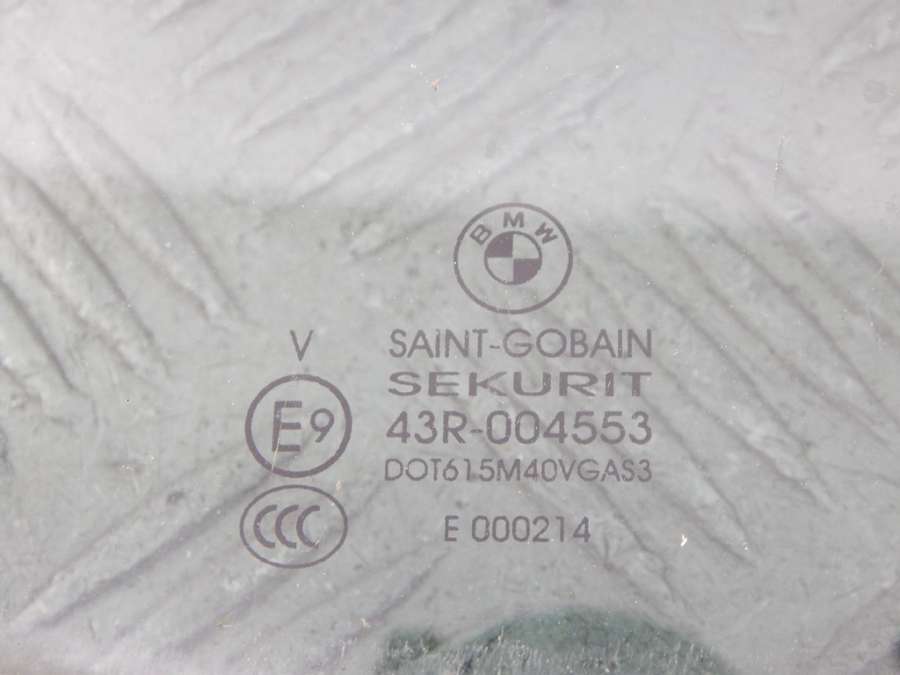 BMW
V
SAINT-GOBAIN
SEKURIT
E9
43R-004553
DOT615M40VGAS3
CCC
E 000214